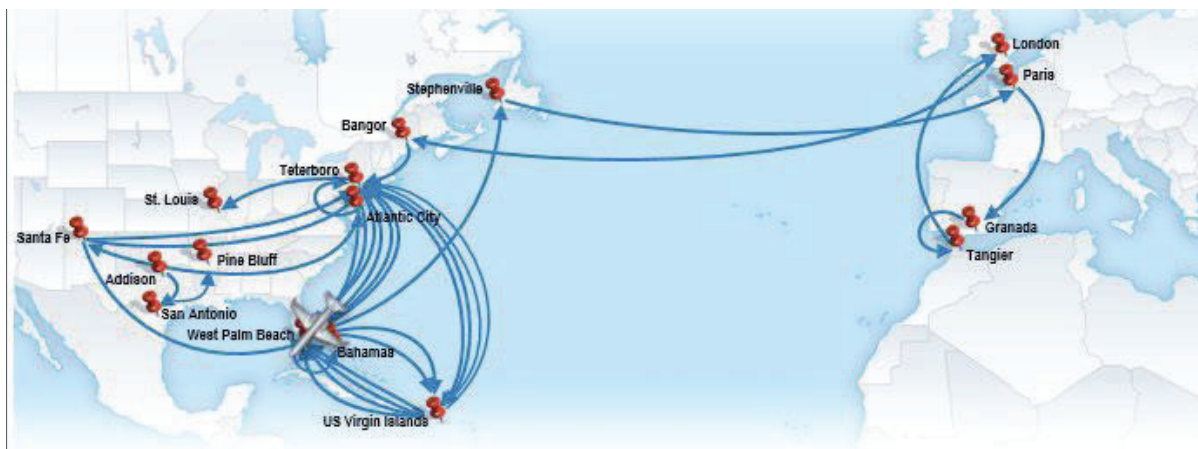 London
Paris
Stephenville
Bangor
Teterboro
St. Louis
Atlantic City
Santa Fe
Granada
Pine Bluff
Tangier
Addison
San Antonio
West Palm Beach
Bahamas
US Virgin Islands